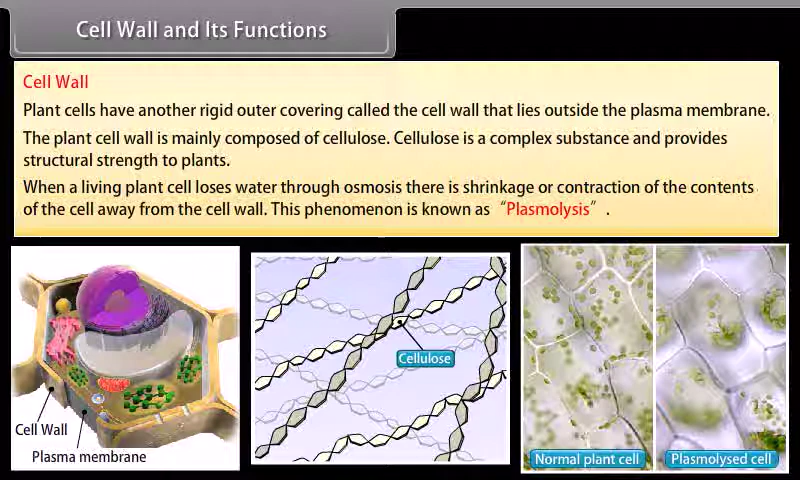 Cell Wall and Its Functions
Cell Wall
Plant cells have another rigid outer covering called the cell wall that lies outside the plasma membrane.
The plant cell wall is mainly composed of cellulose. Cellulose is a complex substance and provides
structural strength to plants.
When a living plant cell loses water through osmosis there is shrinkage or contraction of the contents
of the cell away from the cell wall. This phenomenon is known as “Plasmolysis”.
Cell Wall
Plasma membrane
Cellulose
Normal plant cell
Plasmolysed cell